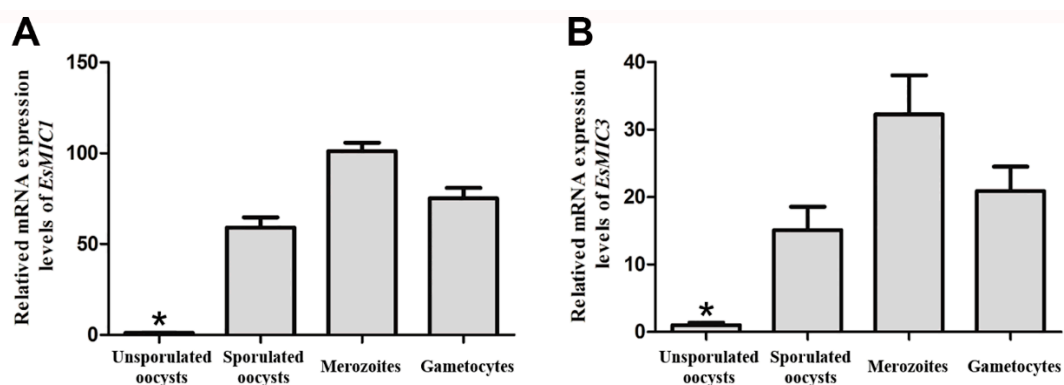 A
Relatived mRNA expression
levels of EsMIC1
150
100
50
0
*
Unsporulated
oocysts
Sporulated
oocysts
Merozoites
Gametocytes
B
Relatived mRNA expression
levels of EsMIC3
40
30
20
10
0
*
Unsporulated
oocysts
Sporulated
oocysts
Merozoites
Gametocytes